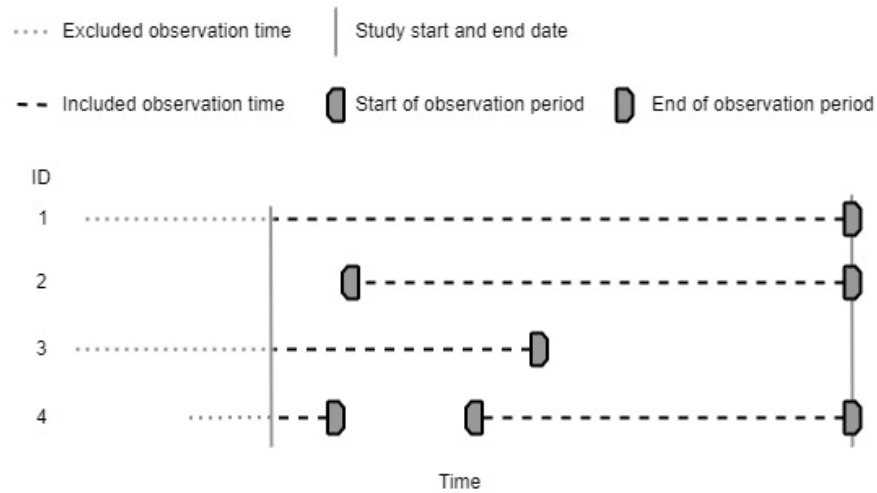 Excluded observation time Study start and end date
Included observation time Start of observation period End of observation period
ID
1
2
3
4
Time